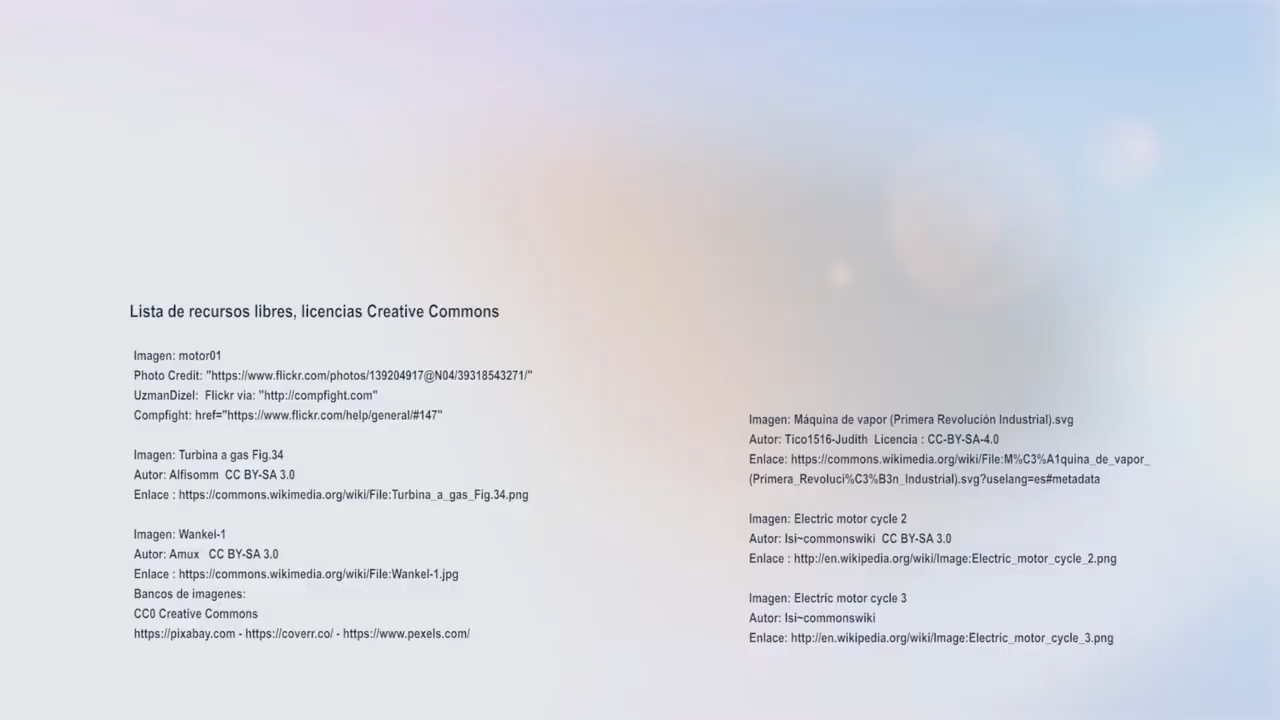 Lista de recursos libres, licencias Creative Commons
Imagen: motor01
Photo Credit: "https://www.flickr.com/photos/139204917@N04/39318543271/"
UzmanDizel:  Flickr via: "http://compfight.com"
Compfight: href="https://www.flickr.com/help/general/#147"
Imagen: Turbina a gas Fig.34
Autor: Alfisomm  CC BY-SA 3.0
Enlace : https://commons.wikimedia.org/wiki/File:Turbina_a_gas_Fig.34.png
Imagen: Wankel-1
Autor: Amux   CC BY-SA 3.0
Enlace : https://commons.wikimedia.org/wiki/File:Wankel-1.jpg
Bancos de imagenes:
CC0 Creative Commons
https://pixabay.com - https://coverr.co/ - https://www.pexels.com/
Imagen: Máquina de vapor (Primera Revolución Industrial).svg
Autor: Tico1516-Judith  Licencia : CC-BY-SA-4.0
Enlace: https://commons.wikimedia.org/wiki/File:M%C3%A1quina_de_vapor_
(Primera_Revoluci%C3%B3n_Industrial).svg?uselang=es#metadata
Imagen: Electric motor cycle 2
Autor: Isi~commonswiki  CC BY-SA 3.0
Enlace : http://en.wikipedia.org/wiki/Image:Electric_motor_cycle_2.png
Imagen: Electric motor cycle 3
Autor: Isi~commonswiki
Enlace: http://en.wikipedia.org/wiki/Image:Electric_motor_cycle_3.png